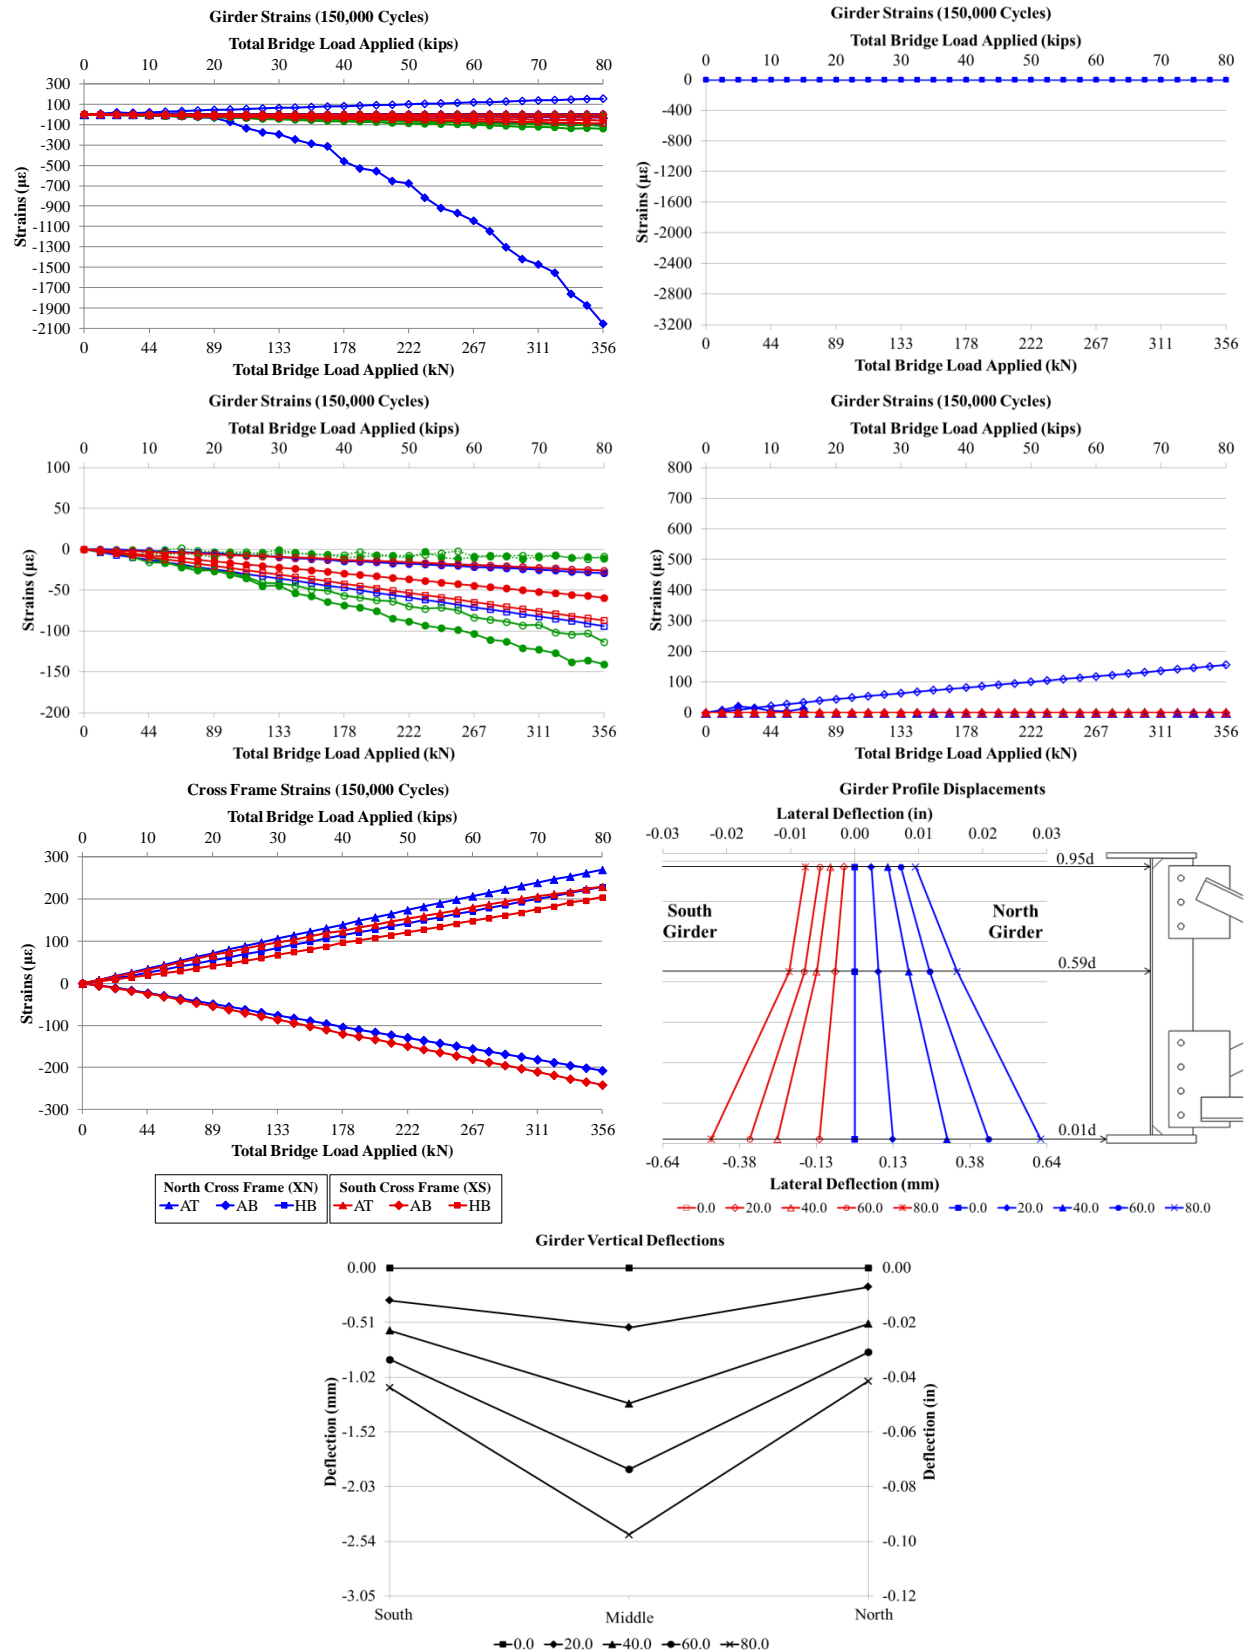 Girder Strains (150,000 Cycles)
Total Bridge Load Applied (kips)
0 10 20 30 40 50 60 70 80
300
100
-100
-300
-500
-700
-900
-1100
-1300
-1500
-1700
-1900
-2100
Strains (µε)
0 44 89 133 178 222 267 311 356
Total Bridge Load Applied (kN)
Girder Strains (150,000 Cycles)
Total Bridge Load Applied (kips)
0 10 20 30 40 50 60 70 80
0
-400
-800
-1200
-1600
-2000
-2400
-2800
-3200
Strains (µε)
0 44 89 133 178 222 267 311 356
Total Bridge Load Applied (kN)
Girder Strains (150,000 Cycles)
Total Bridge Load Applied (kips)
0 10 20 30 40 50 60 70 80
100
50
0
-50
-100
-150
-200
Strains (µε)
0 44 89 133 178 222 267 311 356
Total Bridge Load Applied (kN)
Girder Strains (150,000 Cycles)
Total Bridge Load Applied (kips)
0 10 20 30 40 50 60 70 80
800
700
600
500
400
300
200
100
0
Strains (µε)
0 44 89 133 178 222 267 311 356
Total Bridge Load Applied (kN)
Cross Frame Strains (150,000 Cycles)
Total Bridge Load Applied (kips)
0 10 20 30 40 50 60 70 80
300
200
100
0
-100
-200
-300
Strains (µε)
0 44 89 133 178 222 267 311 356
Total Bridge Load Applied (kN)
North Cross Frame (XN) South Cross Frame (XS)
AT AB HB AT AB HB
Girder Profile Displacements
Lateral Deflection (in)
-0.03 -0.02 -0.01 0.00 0.01 0.02 0.03
0.95d
South Girder
North Girder
0.59d
0.01d
-0.64 -0.38 -0.13 0.13 0.38 0.64
Lateral Deflection (mm)
0.0 20.0 40.0 60.0 80.0 0.0 20.0 40.0 60.0 80.0
Girder Vertical Deflections
0.00
-0.51
-1.02
-1.52
-2.03
-2.54
-3.05
Deflection (mm)
0.00
-0.02
-0.04
-0.06
-0.08
-0.10
-0.12
Deflection (in)
South Middle North
0.0 20.0 40.0 60.0 80.0